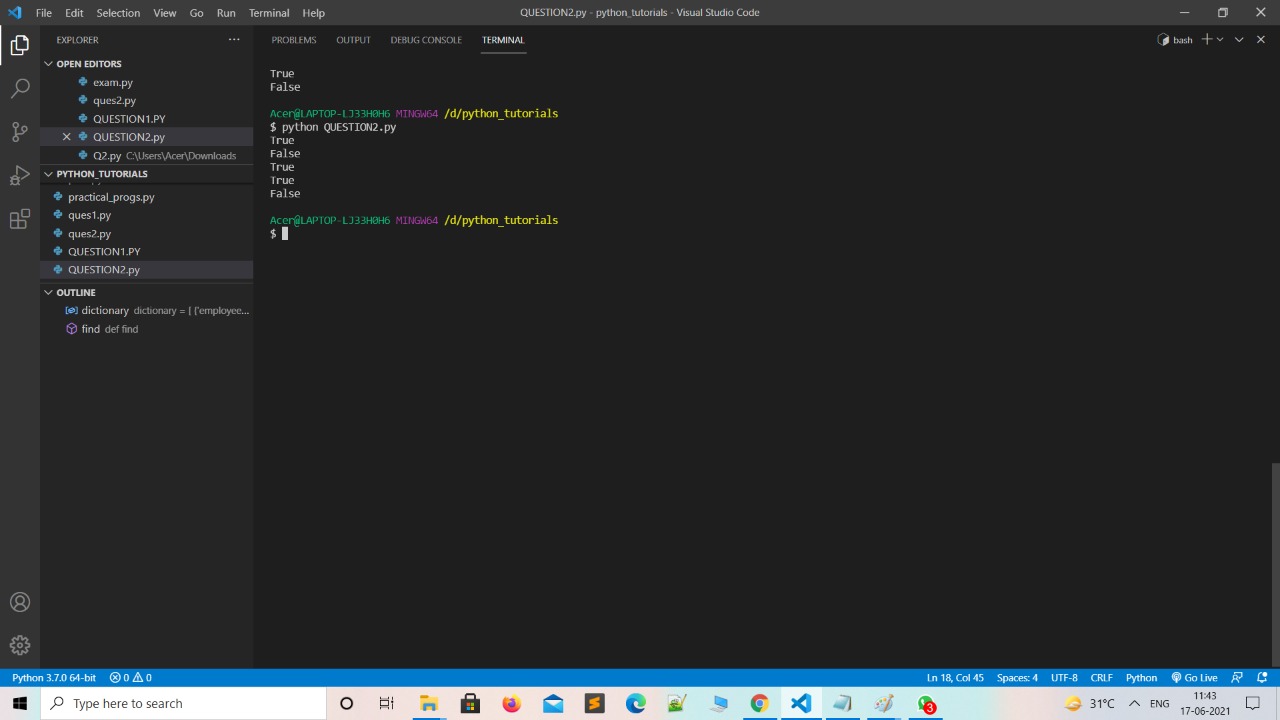 File Edit Selection View Go Run Terminal Help
QUESTION2.py - python_tutorials - Visual Studio Code
EXPLORER
OPEN EDITORS
exam.py
ques2.py
QUESTION1.PY
QUESTION2.py
Q2.py C:\Users\Acer\Downloads
PYTHON_TUTORIALS
practical_progs.py
ques1.py
ques2.py
QUESTION1.PY
QUESTION2.py
OUTLINE
dictionary dictionary = [ {'employee...
find def find
PROBLEMS OUTPUT DEBUG CONSOLE TERMINAL
bash
True
False
Acer@LAPTOP-LJ33H0H6 MINGW64 /d/python_tutorials
$ python QUESTION2.py
True
False
True
True
False
Acer@LAPTOP-LJ33H0H6 MINGW64 /d/python_tutorials
$
Python 3.7.0 64-bit 0 0
Ln 18, Col 45 Spaces: 4 UTF-8 CRLF Python Go Live
Type here to search
3
31°C ENG
11:43
17-06-2021